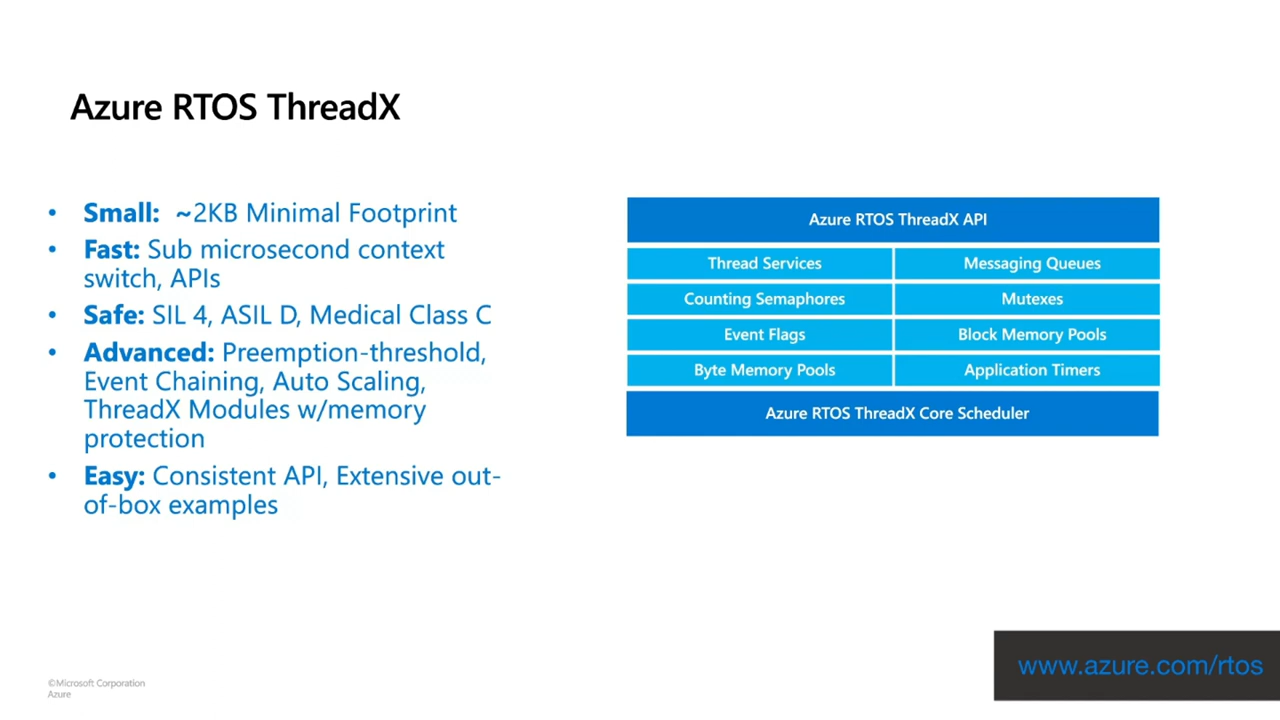 Azure RTOS ThreadX
• Small: ~2KB Minimal Footprint
• Fast: Sub microsecond context
switch, APIs
• Safe: SIL 4, ASIL D, Medical Class C
• Advanced: Preemption-threshold,
Event Chaining, Auto Scaling,
ThreadX Modules w/memory
protection
• Easy: Consistent API, Extensive out-
of-box examples
Azure RTOS ThreadX API
Thread Services
Messaging Queues
Counting Semaphores
Mutexes
Event Flags
Block Memory Pools
Byte Memory Pools
Application Timers
Azure RTOS ThreadX Core Scheduler
©Microsoft Corporation
Azure
www.azure.com/rtos